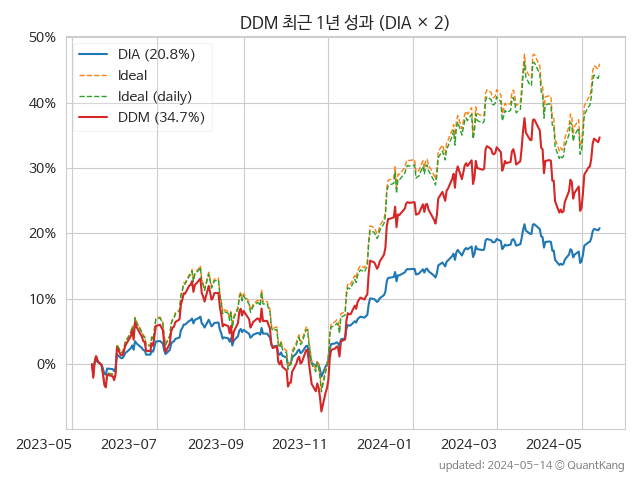 DDM 최근 1년 성과 (DIA × 2)
DIA (20.8%)
Ideal
Ideal (daily)
DDM (34.7%)
50%
40%
30%
20%
10%
0%
2023-05 2023-07 2023-09 2023-11 2024-01 2024-03 2024-05
updated: 2024-05-14 © QuantKang